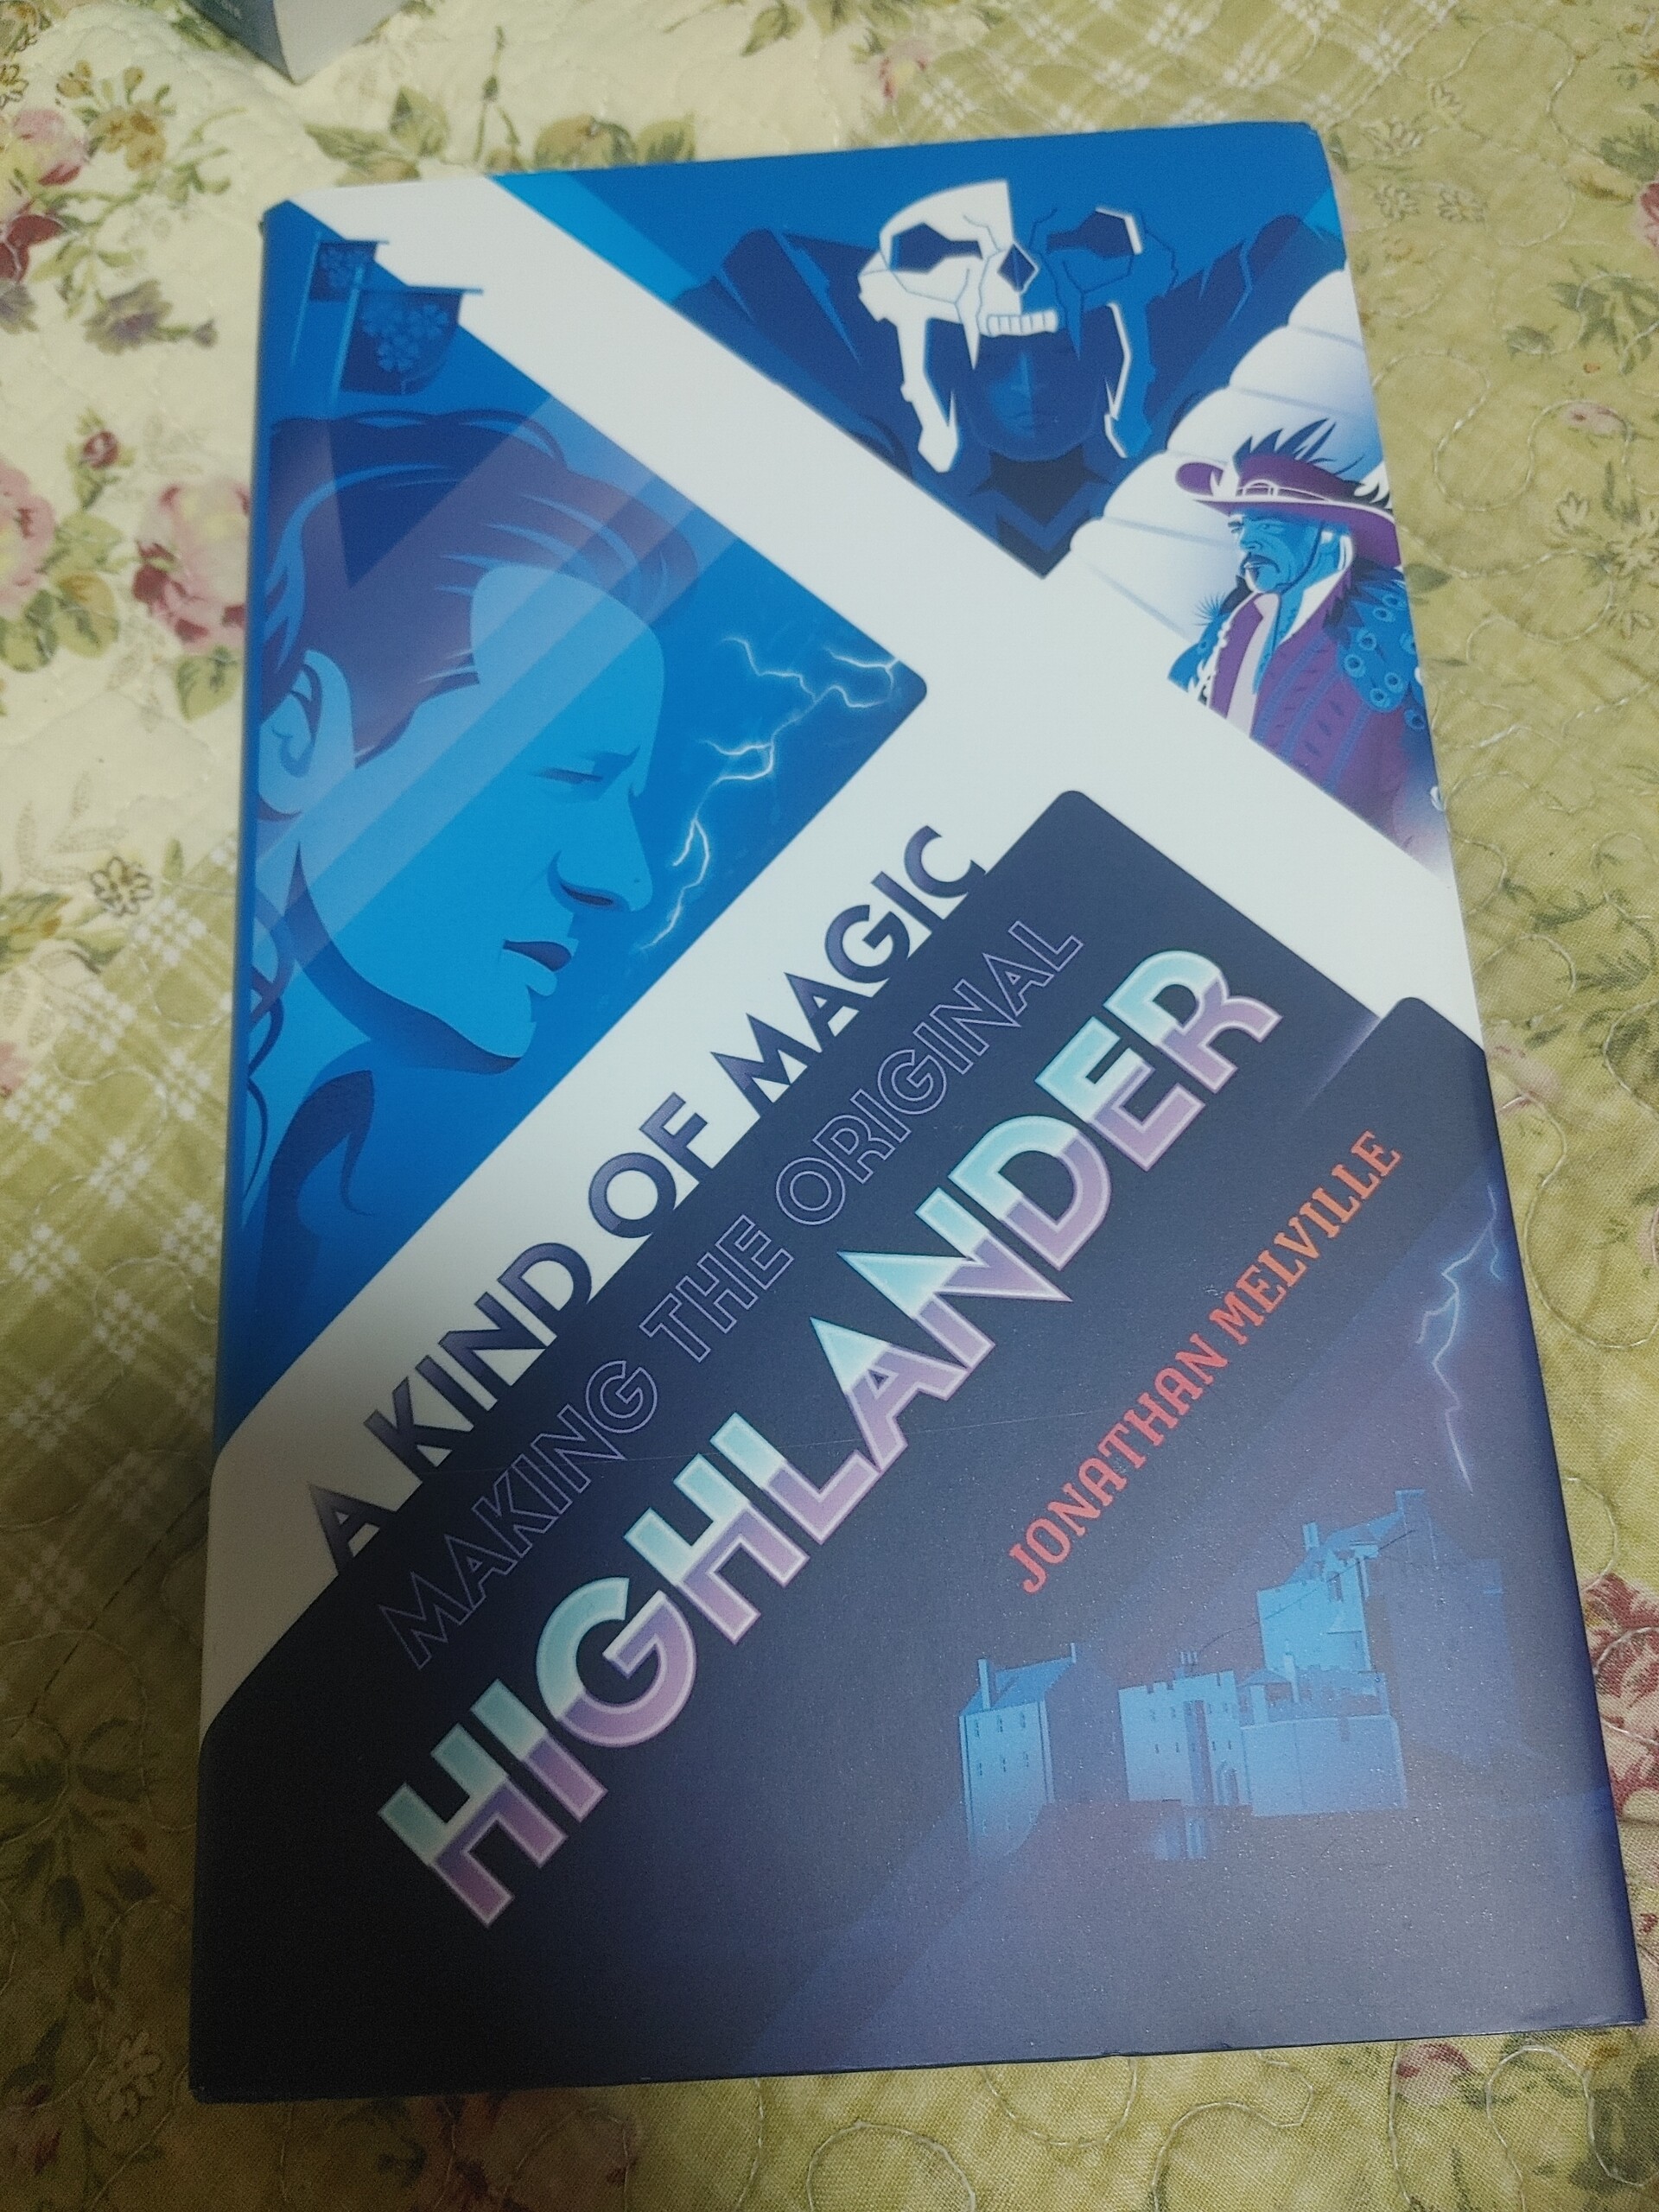 A KIND OF MAGIC
MAKING THE ORIGINAL
HIGHLANDER
JONATHAN MELVILLE